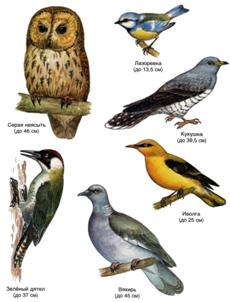 Лазоревка
(до 13,5 см)
Серая неясыть
(до 46 см)
Кукушка
(до 39,5 см)
Иволга
(до 25 см)
Зелёный дятел
(до 37 см)
Вяхирь
(до 45 см)